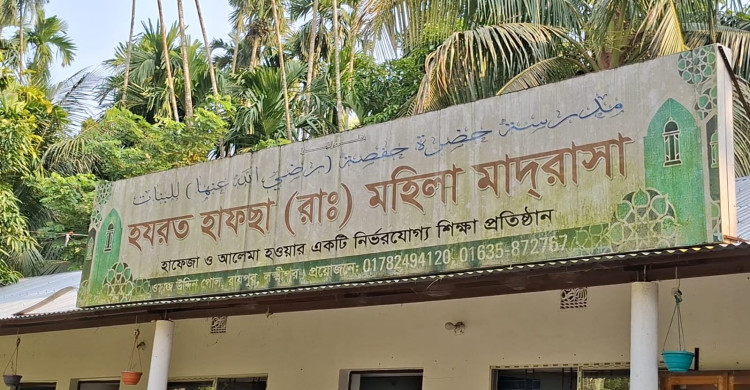 مدرسة حضرة حفصة (رضي الله عنها) للبنات
হযরত হাফছা (রাঃ) মহিলা মাদ্‌রাসা
হাফেজা ও আলেমা হওয়ার একটি নির্ভরযোগ্য শিক্ষা প্রতিষ্ঠান
পোল, রায়পুর, লক্ষ্মীপুর। প্রয়োজনে: 01782494120, 01635-872767